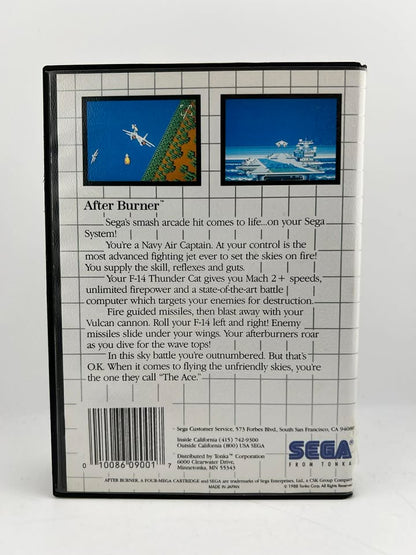 After Burner™
Sega's smash arcade hit comes to life...on your Sega
System!
You're a Navy Air Captain. At your control is the
most advanced fighting jet ever to set the skies on fire!
You supply the skill, reflexes and guts.
Your F-14 Thunder Cat gives you Mach 2+ speeds,
unlimited firepower and a state-of-the-art battle
computer which targets your enemies for destruction.
Fire guided missiles, then blast away with your
Vulcan cannon. Roll your F-14 left and right! Enemy
missiles slide under your wings. Your afterburners roar
as you dive for the wave tops!
In this sky battle you're outnumbered. But that's
O.K. When it comes to flying the unfriendly skies, you're
the one they call "The Ace."
Sega Customer Service, 573 Forbes Blvd., South San Francisco, CA 94080
Inside California (415) 742-9300
Outside California (800) USA SEGA
Distributed by Tonka™ Corporation
6000 Clearwater Drive,
Minnetonka, MN 55343
SEGA
FROM TONKA
0 10086 09001 7
AFTER BURNER, A FOUR-MEGA CARTRIDGE AND SEGA are trademarks of Sega Enterprises, Ltd., a CSK Group Company
MADE IN JAPAN
© 1988 Tonka Corp. All Rights Reserved